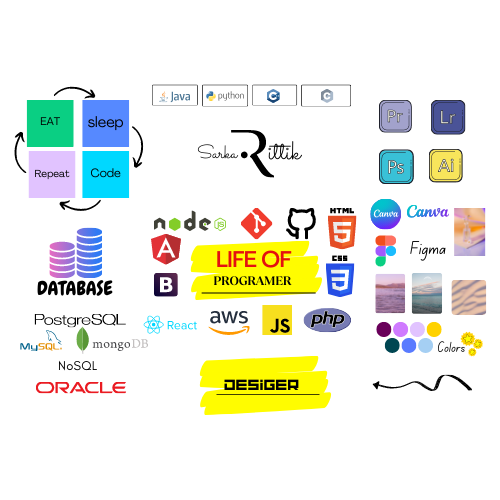 Java
python
C
C
EAT
sleep
Repeat
Code
Sarka Rittik
Pr
Lr
Ps
Ai
node
JS
HTML
5
Canva
Canva
A
LIFE OF
PROGRAMER
B
CSS
3
Figma
DATABASE
PostgreSQL
MySQL
mongoDB
NoSQL
ORACLE
React
aws
JS
php
Colors
DESIGER